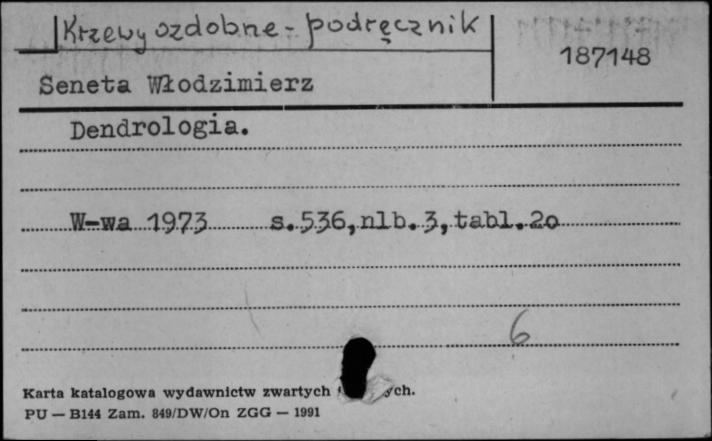 Krzewy ozdobne - podręcznik
187148
Seneta Włodzimierz
Dendrologia.
W-wa 1973 s.536,nlb.3,tabl.20
6
Karta katalogowa wydawnictw zwartych
PU — B144 Zam. 849/DW/On ZGG — 1991